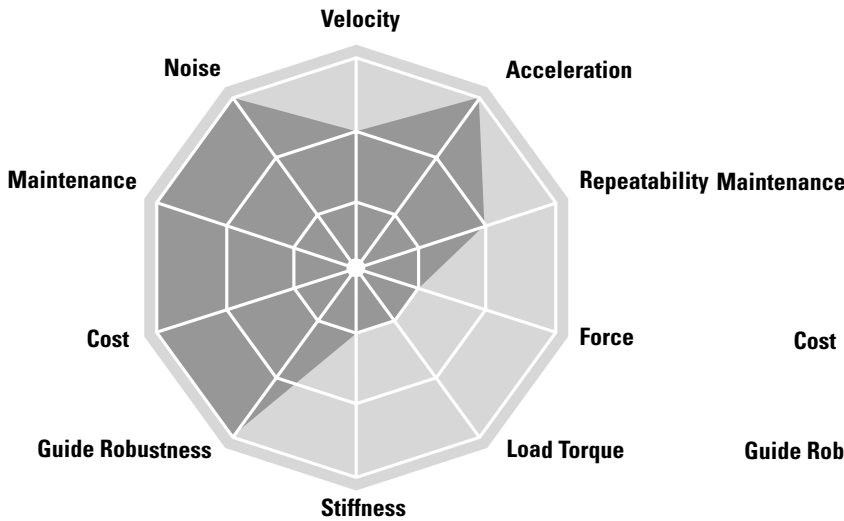 Velocity
Noise
Acceleration
Maintenance
Repeatability
Maintenance
Cost
Force
Cost
Guide Robustness
Load Torque
Guide Rob
Stiffness